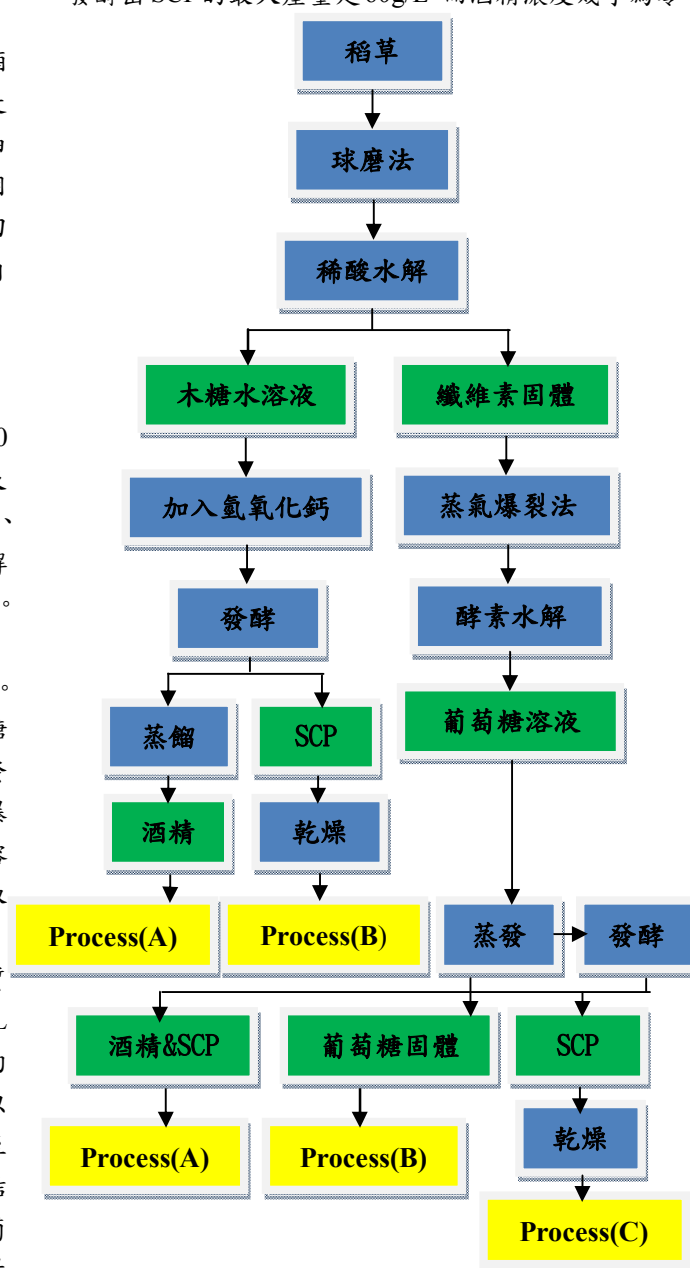 稻草
球磨法
稀酸水解
木糖水溶液
纖維素固體
加入氫氧化鈣
蒸氣爆裂法
發酵
酵素水解
蒸餾
SCP
葡萄糖溶液
酒精
乾燥
Process(A)
Process(B)
蒸發
發酵
酒精&SCP
葡萄糖固體
SCP
Process(A)
Process(B)
乾燥
Process(C)